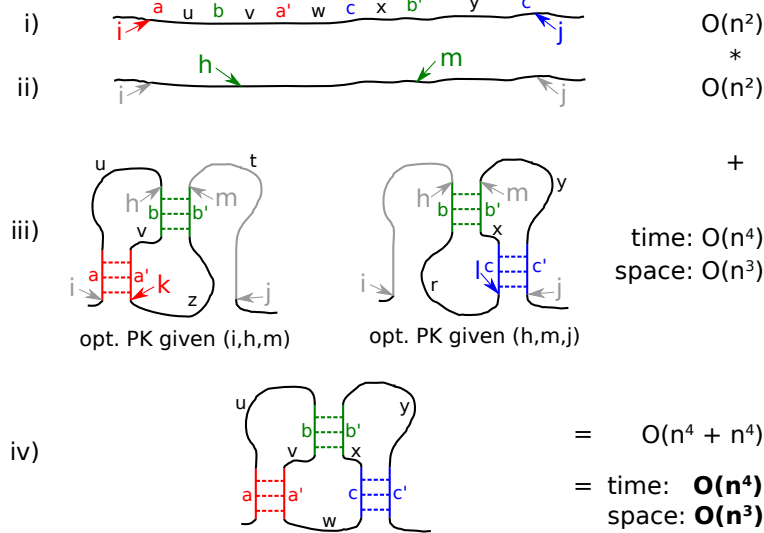 i) a u b v a' w c x b' y c' i j O(n²)
*
ii) i h m j O(n²)
+
iii) u t h m b b' v a a' k i j z
y h m b b' x c c' l i j r
time: O(n⁴)
space: O(n³)
opt. PK given (i,h,m)
opt. PK given (h,m,j)
iv) u y b b' v x a a' c c' w
= O(n⁴ + n⁴)
= time: O(n⁴)
space: O(n³)